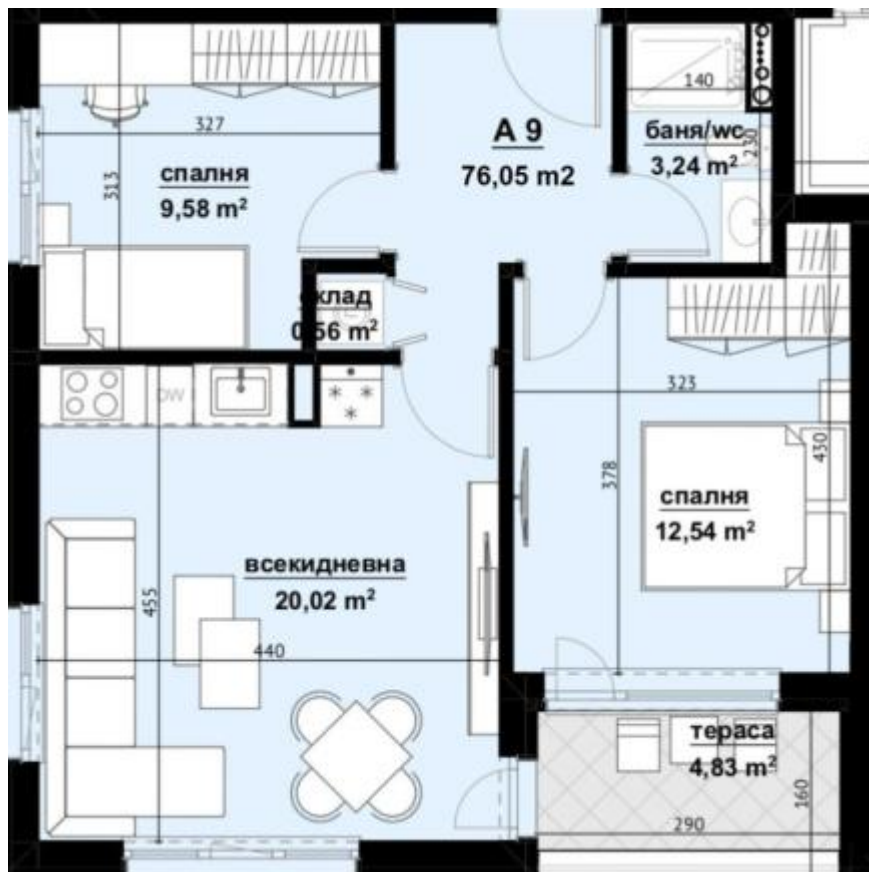 140
А 9
76,05 m2
баня/wc
3,24 m²
230
327
313
спалня
9,58 m²
склад
0,56 m²
DW
323
378
430
спалня
12,54 m²
всекидневна
20,02 m²
455
440
тераса
4,83 m²
160
290